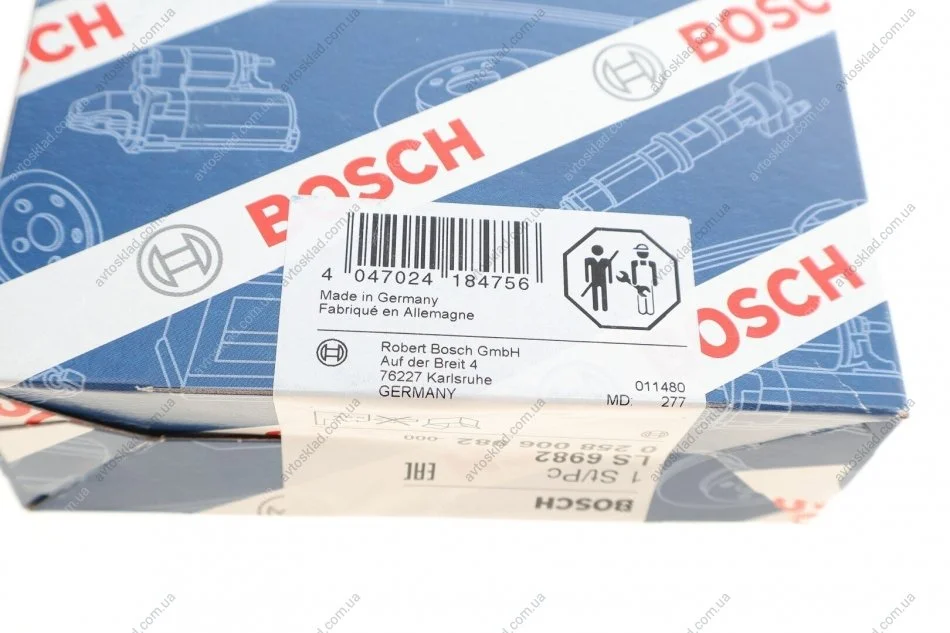 BOSCH
BOSCH
BOSCH
BOSCH
4 047024 184756
Made in Germany
Fabriqué en Allemagne
Robert Bosch GmbH
Auf der Breit 4
76227 Karlsruhe
GERMANY
011480
MD: 277
0 258 006 982 000
LS 6982
1 St/Pc
EAC
BOSCH
avtosklad.com.ua